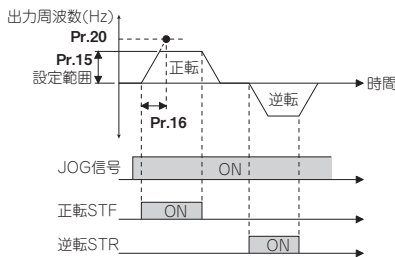 出力周波数(Hz)
Pr.20
Pr.15
設定範囲
正転
時間
逆転
Pr.16
JOG信号
ON
正転STF
ON
逆転STR
ON